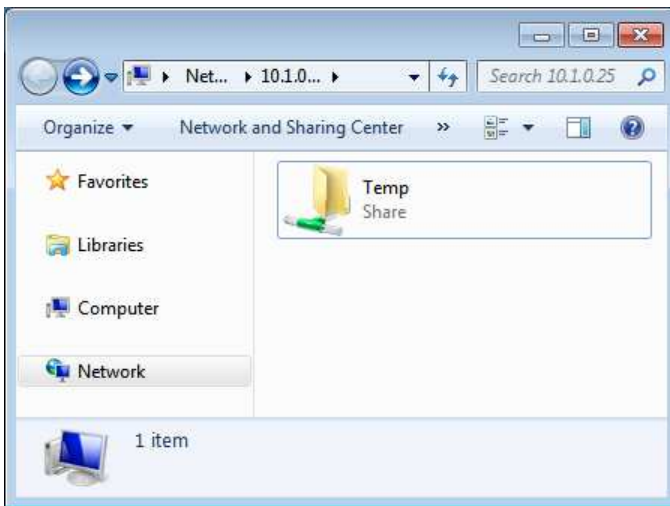 Net... 10.1.0...
Search 10.1.0.25
Organize Network and Sharing Center »
Favorites
Libraries
Computer
Network
Temp
Share
1 item